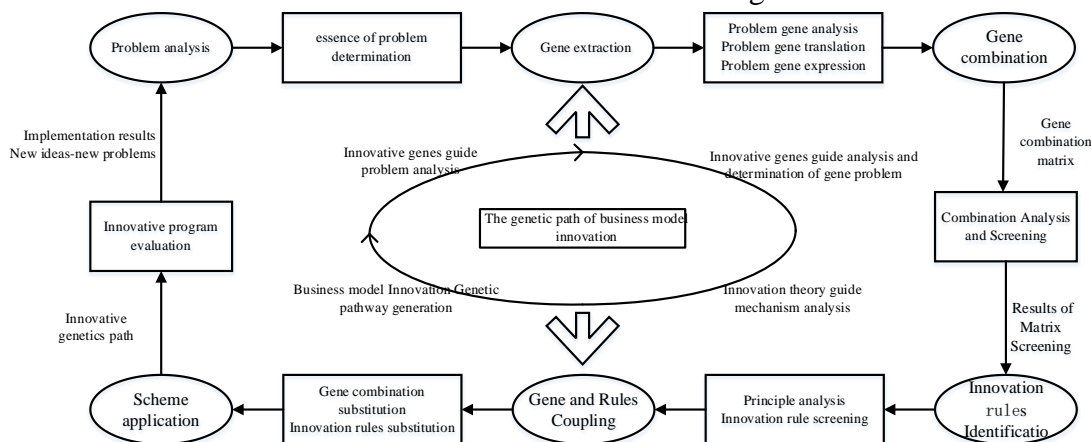 Problem analysis
essence of problem
determination
Gene extraction
Problem gene analysis
Problem gene translation
Problem gene expression
Gene
combination
Implementation results
New ideas-new problems
Innovative genes guide
problem analysis
Innovative genes guide analysis and
determination of gene problem
Gene
combination
matrix
Innovative program
evaluation
The genetic path of business model
innovation
Combination Analysis
and Screening
Innovative
genetics path
Business model Innovation Genetic
pathway generation
Innovation theory guide
mechanism analysis
Results of
Matrix
Screening
Scheme
application
Gene combination
substitution
Innovation rules substitution
Gene and Rules
Coupling
Principle analysis
Innovation rule screening
Innovation
rules
Identificatio